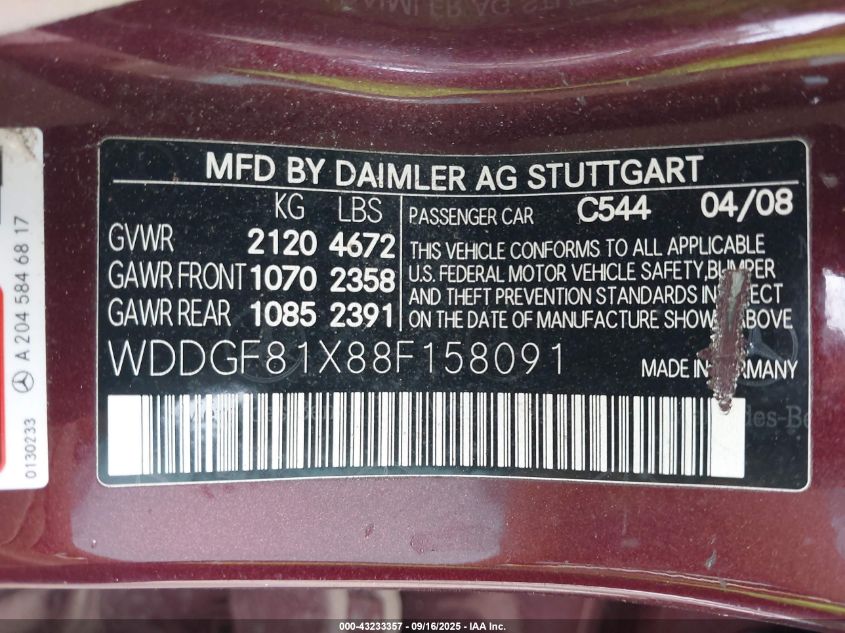 MFD BY DAIMLER AG STUTTGART
KG LBS
GVWR 2120 4672
GAWR FRONT 1070 2358
GAWR REAR 1085 2391
PASSENGER CAR C544 04/08
THIS VEHICLE CONFORMS TO ALL APPLICABLE
U.S. FEDERAL MOTOR VEHICLE SAFETY, BUMPER
AND THEFT PREVENTION STANDARDS IN EFFECT
ON THE DATE OF MANUFACTURE SHOWN ABOVE
WDDGF81X88F158091 MADE IN GERMANY
A 204 584 68 17
0130233
000-43233357 - 09/16/2025 - IAA Inc.